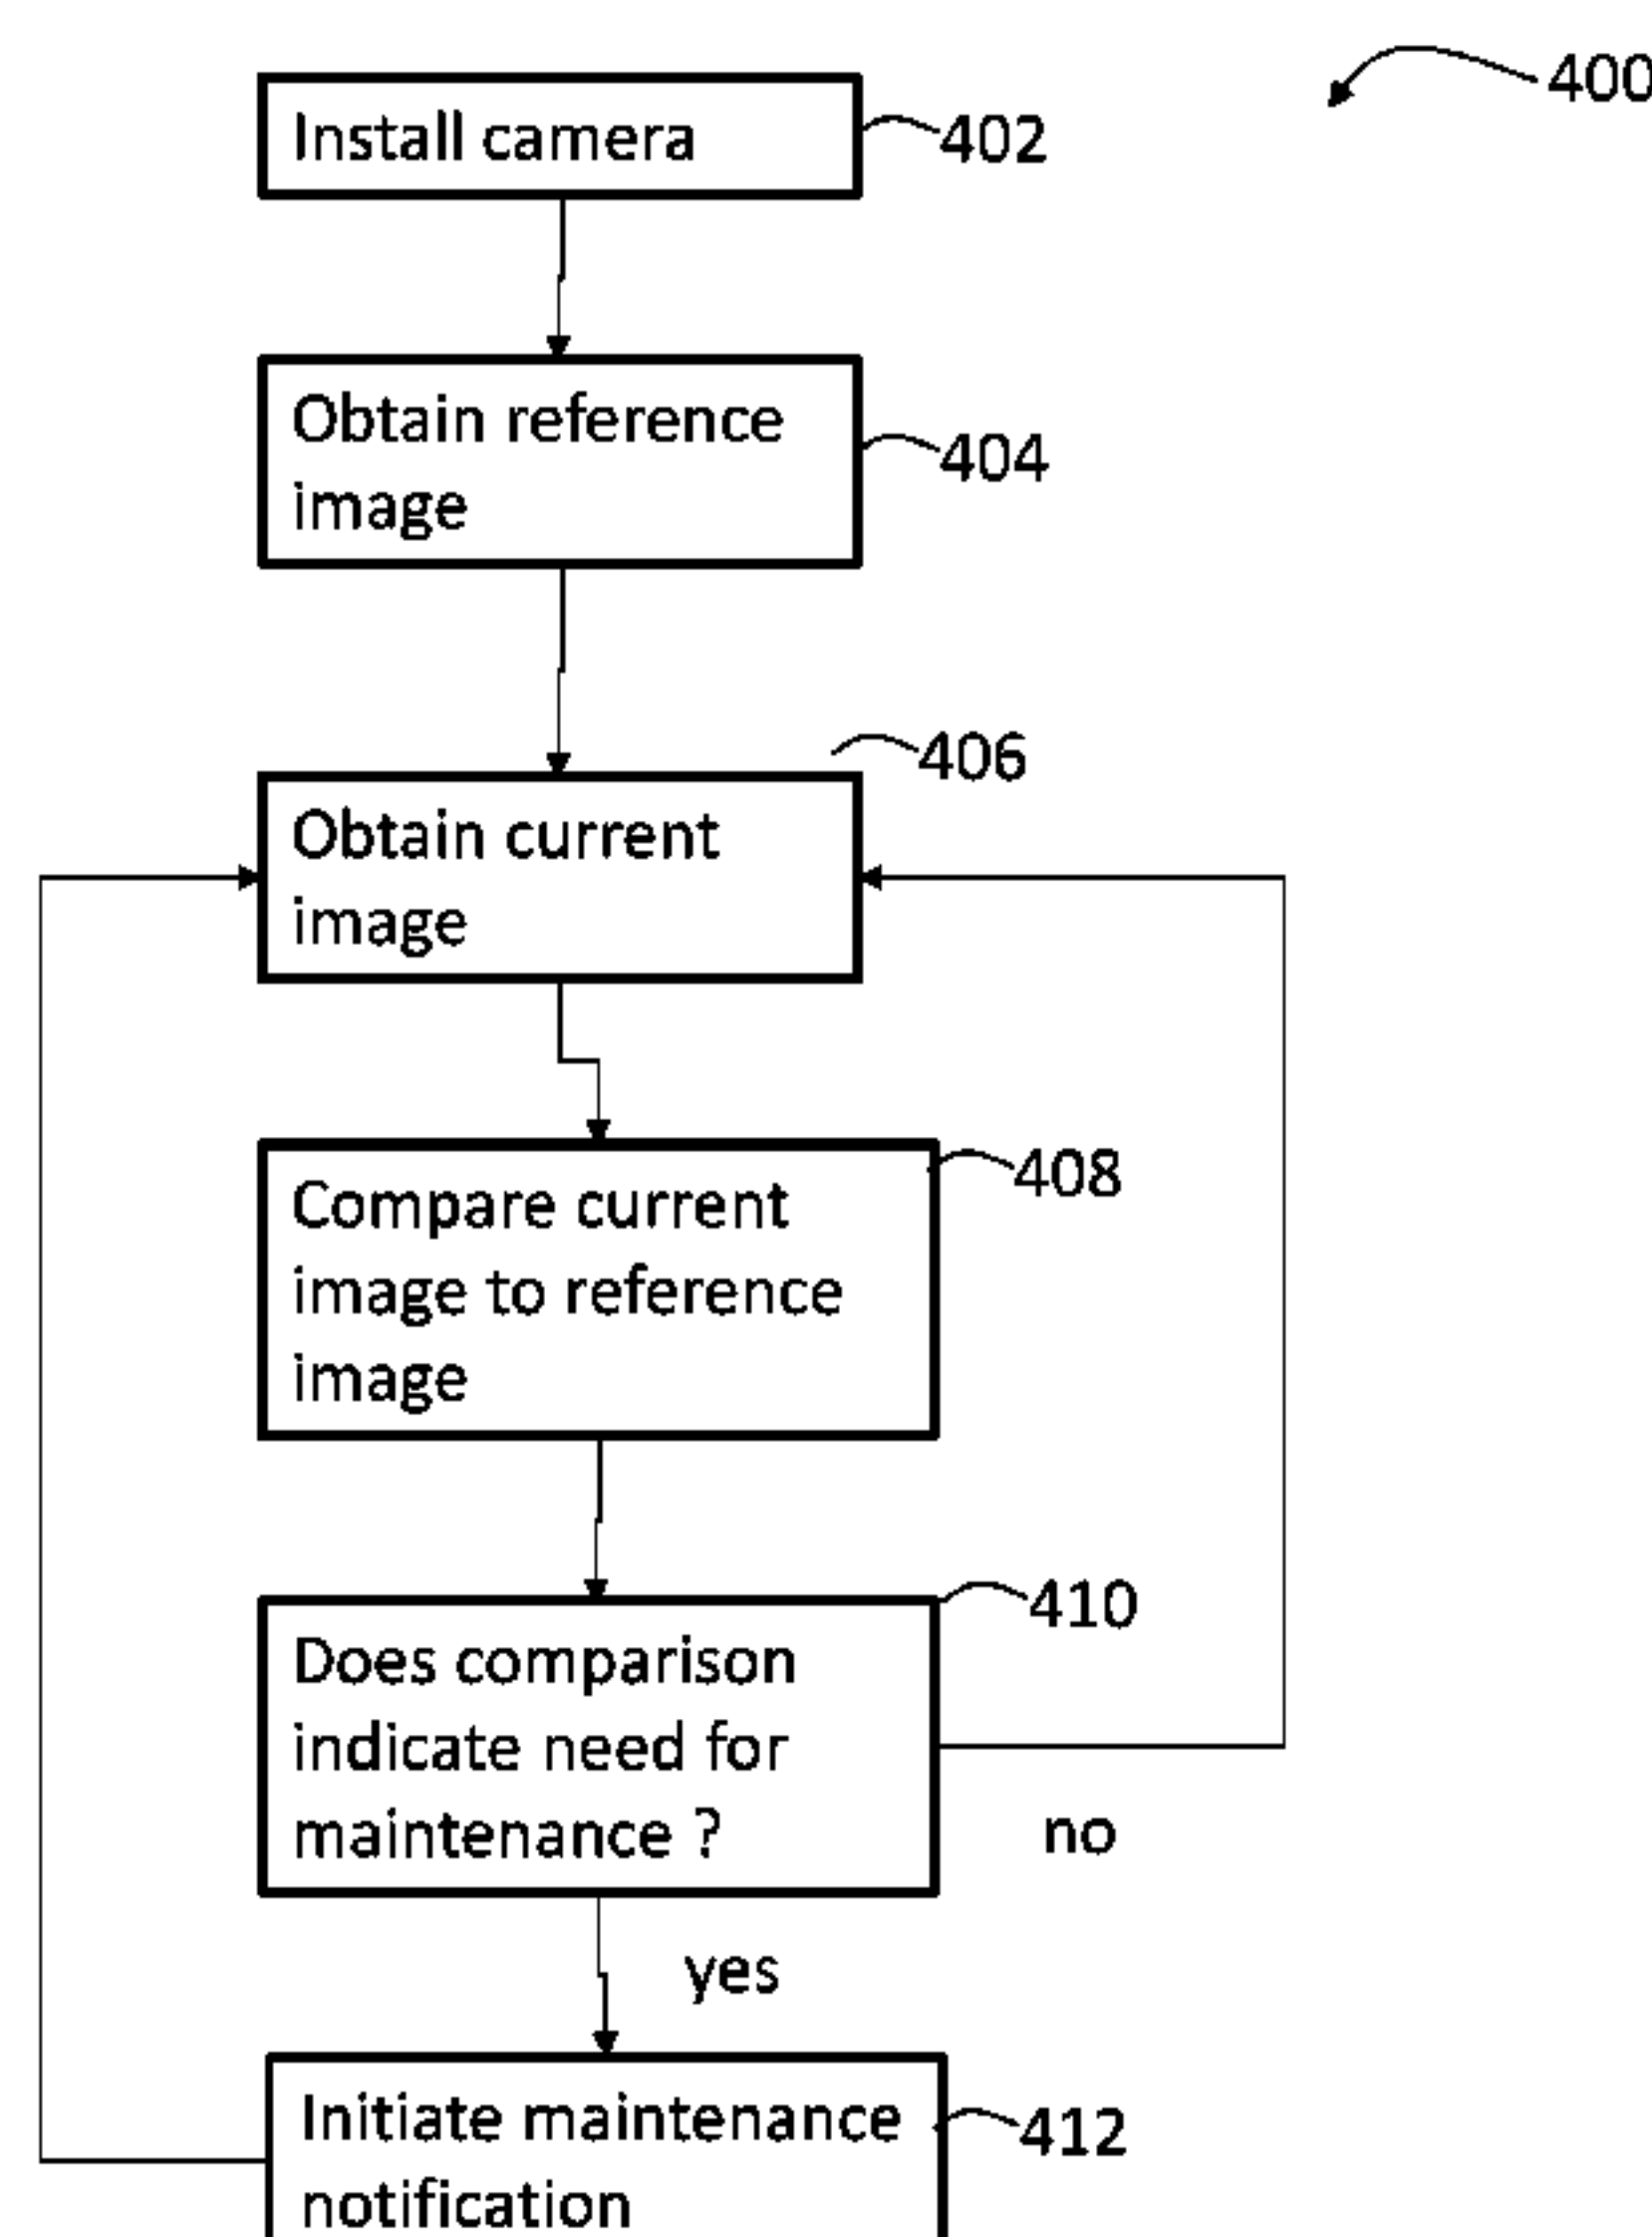 400
Install camera
402
Obtain reference
image
404
406
Obtain current
image
408
Compare current
image to reference
image
410
Does comparison
indicate need for
maintenance ?
no
yes
Initiate maintenance
notification
412